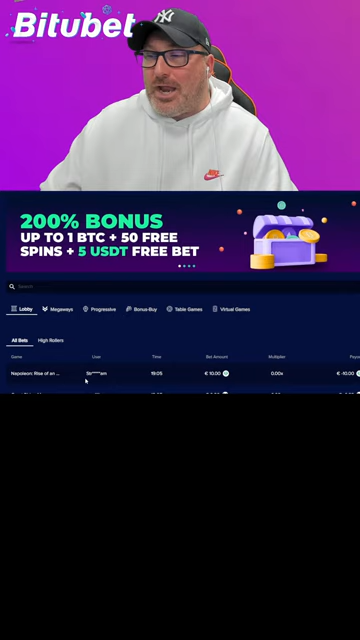 Bitubet
NY
200% BONUS
UP TO 1 BTC + 50 FREE
SPINS + 5 USDT FREE BET
Search
Lobby Megaways Progressive Bonus-Buy Table Games Virtual Games
All Bets High Rollers
Game User Time Bet Amount Multiplier
Napoleon: Rise of an ... Str****am 19:05 € 10.00 0.00x € -10.00